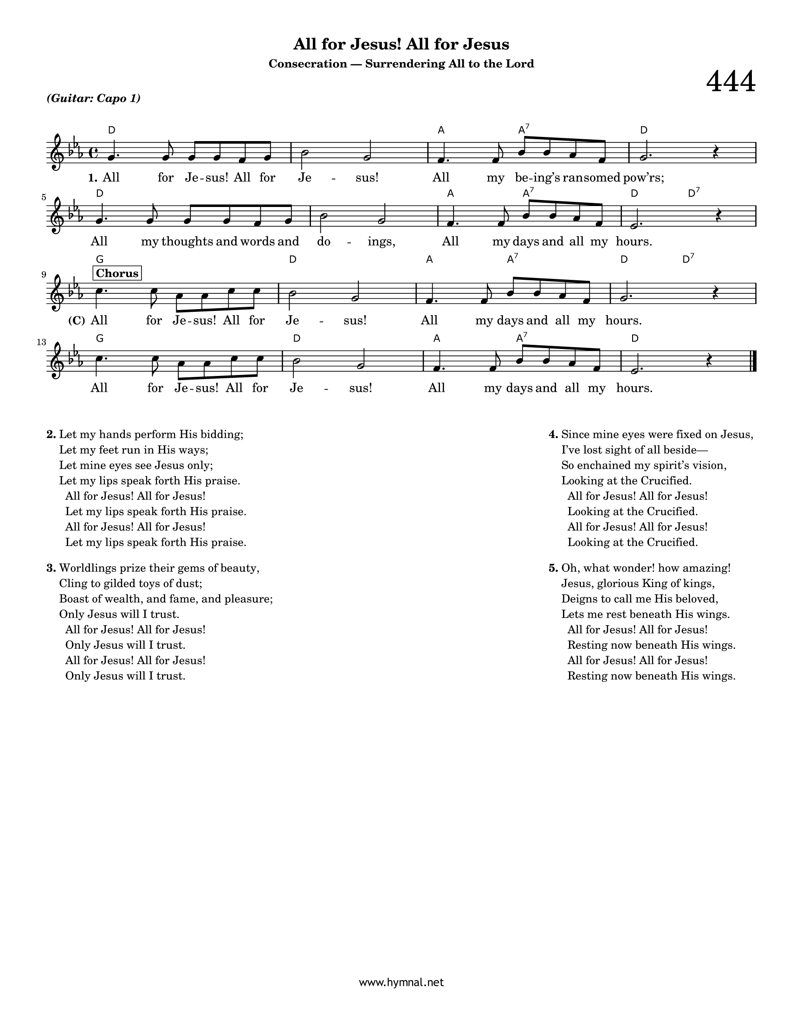 All for Jesus! All for Jesus
Consecration — Surrendering All to the Lord
444
(Guitar: Capo 1)
D A A7 D
1. All for Je - sus! All for Je - sus! All my be - ing's ransomed pow'rs;
5
D A A7 D D7
All my thoughts and words and do - ings, All my days and all my hours.
G D A A7 D D7
9
Chorus
(C) All for Je - sus! All for Je - sus! All my days and all my hours.
13
G D A A7 D
All for Je - sus! All for Je - sus! All my days and all my hours.
2. Let my hands perform His bidding;
Let my feet run in His ways;
Let mine eyes see Jesus only;
Let my lips speak forth His praise.
All for Jesus! All for Jesus!
Let my lips speak forth His praise.
All for Jesus! All for Jesus!
Let my lips speak forth His praise.
3. Worldlings prize their gems of beauty,
Cling to gilded toys of dust;
Boast of wealth, and fame, and pleasure;
Only Jesus will I trust.
All for Jesus! All for Jesus!
Only Jesus will I trust.
All for Jesus! All for Jesus!
Only Jesus will I trust.
4. Since mine eyes were fixed on Jesus,
I've lost sight of all beside—
So enchained my spirit's vision,
Looking at the Crucified.
All for Jesus! All for Jesus!
Looking at the Crucified.
All for Jesus! All for Jesus!
Looking at the Crucified.
5. Oh, what wonder! how amazing!
Jesus, glorious King of kings,
Deigns to call me His beloved,
Lets me rest beneath His wings.
All for Jesus! All for Jesus!
Resting now beneath His wings.
All for Jesus! All for Jesus!
Resting now beneath His wings.
www.hymnal.net